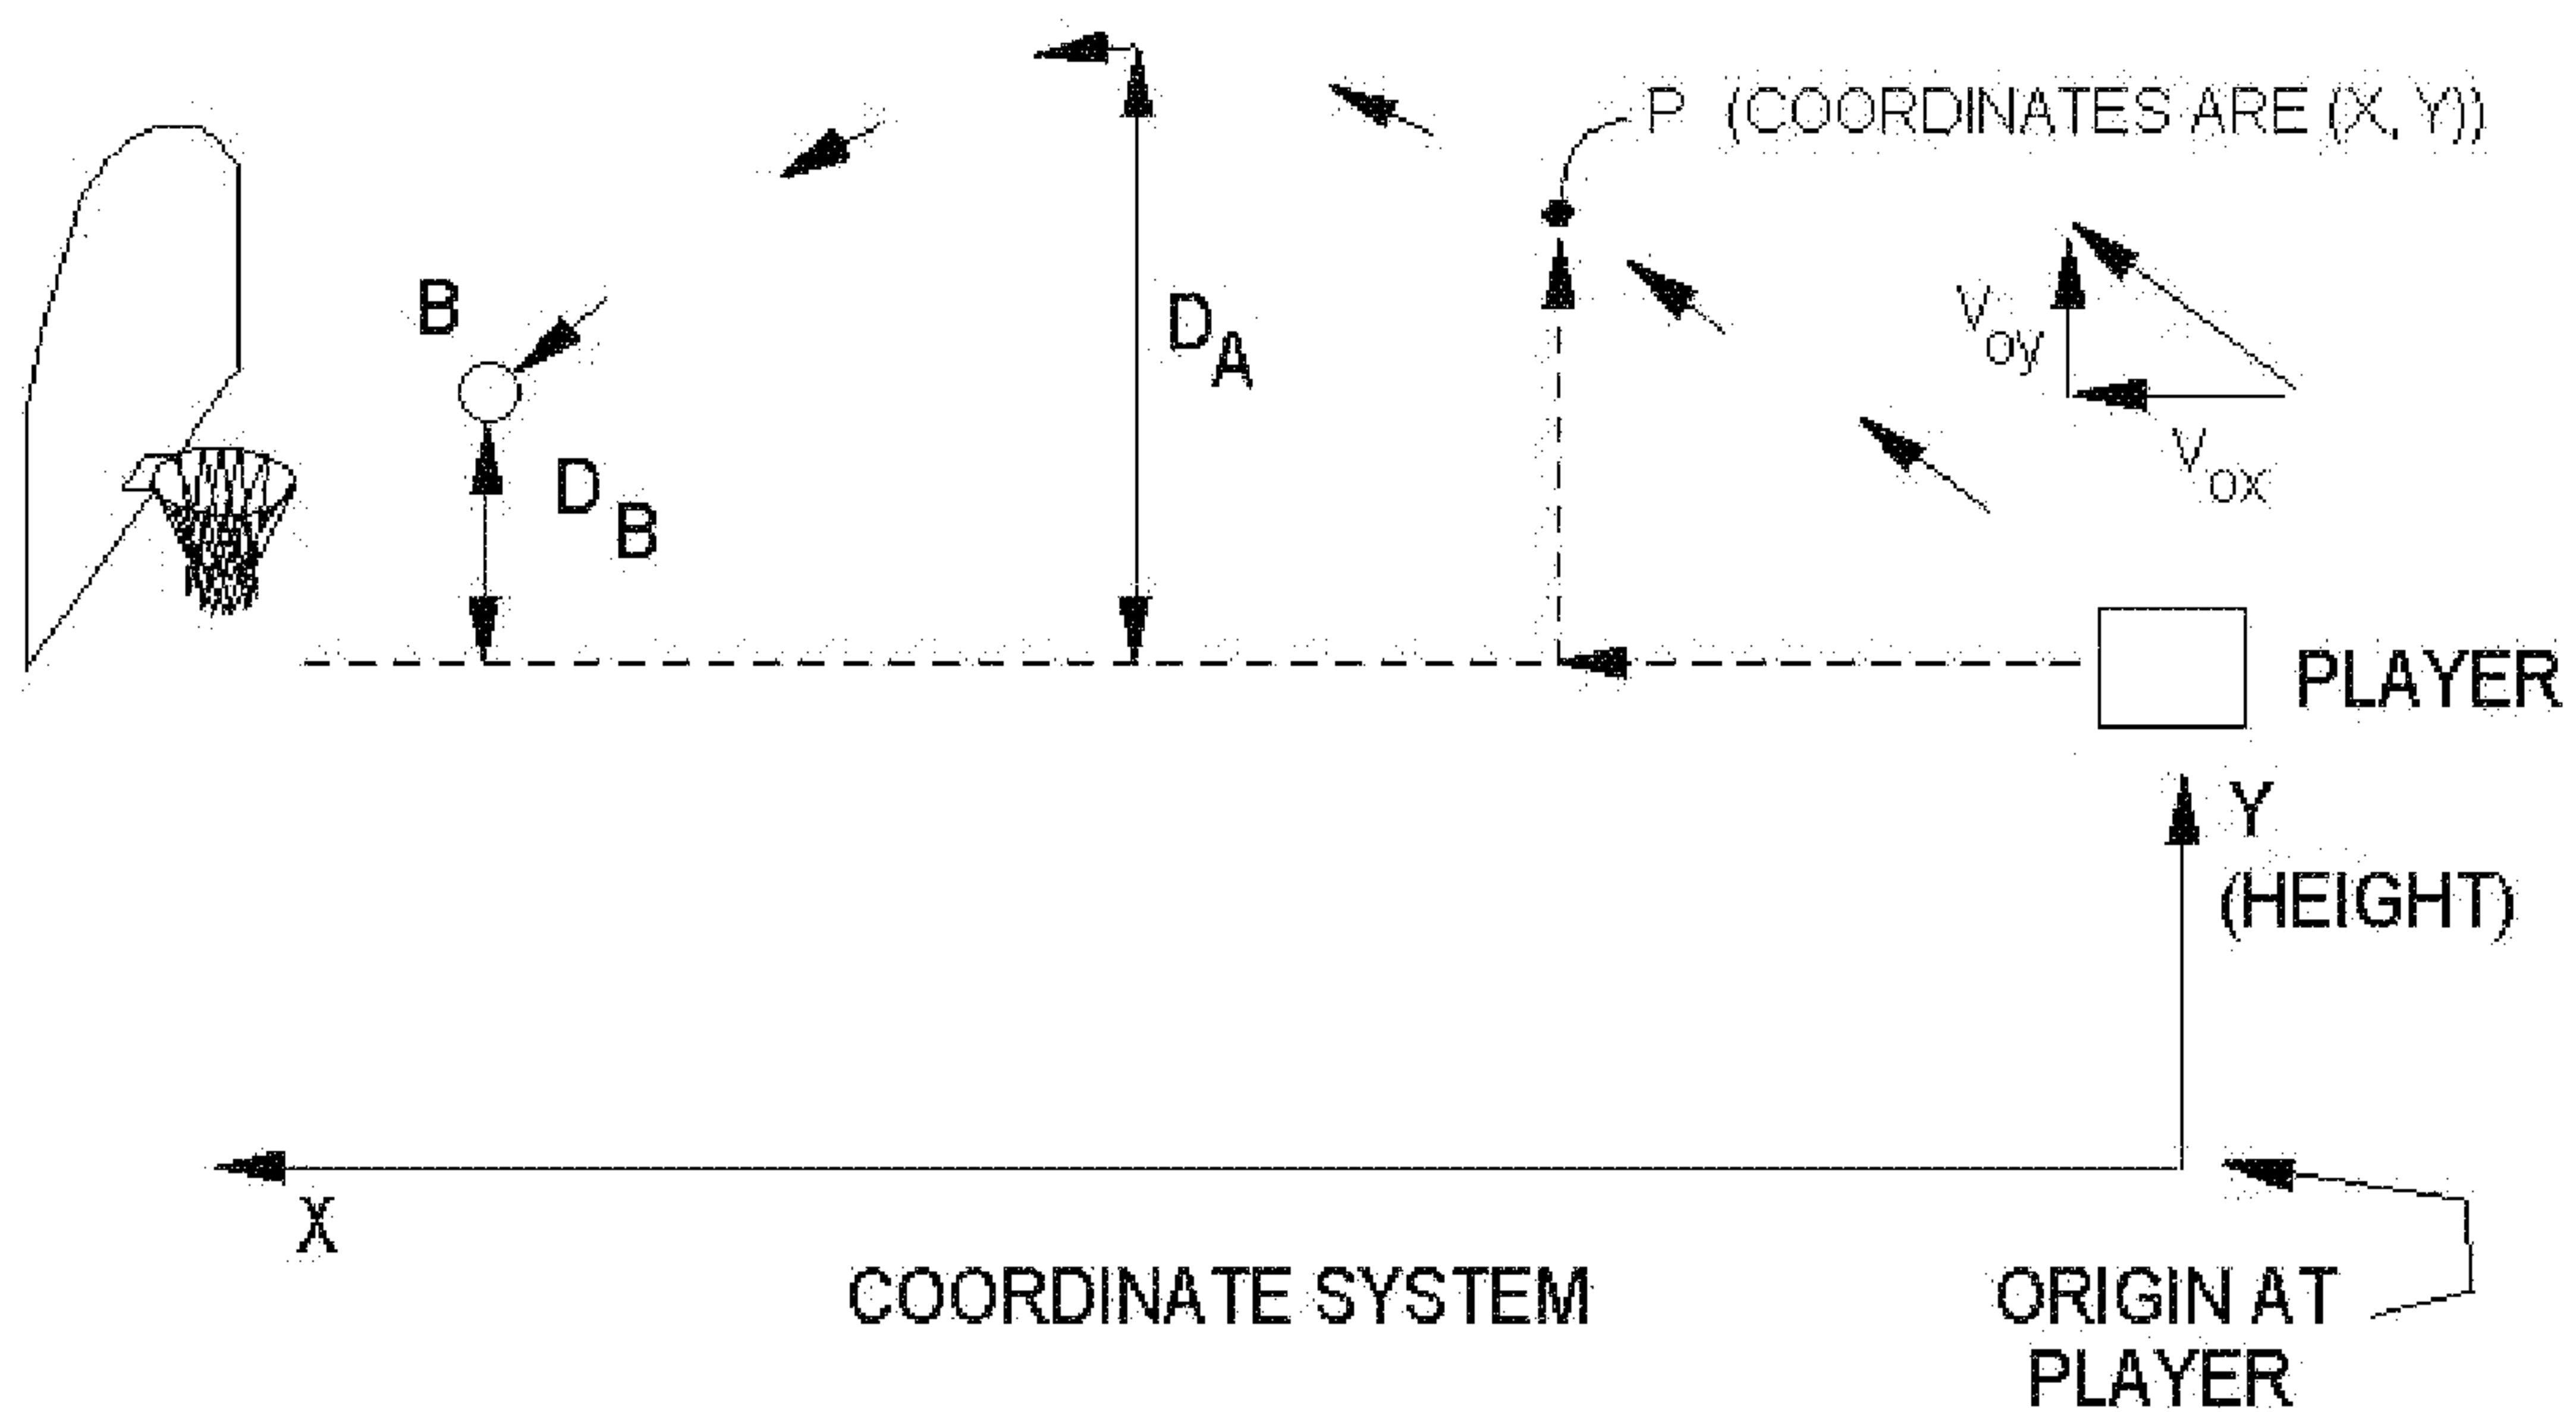 P (COORDINATES ARE (X, Y))
B
D A
V oy
V ox
D B
PLAYER
Y
(HEIGHT)
X
COORDINATE SYSTEM
ORIGIN AT
PLAYER